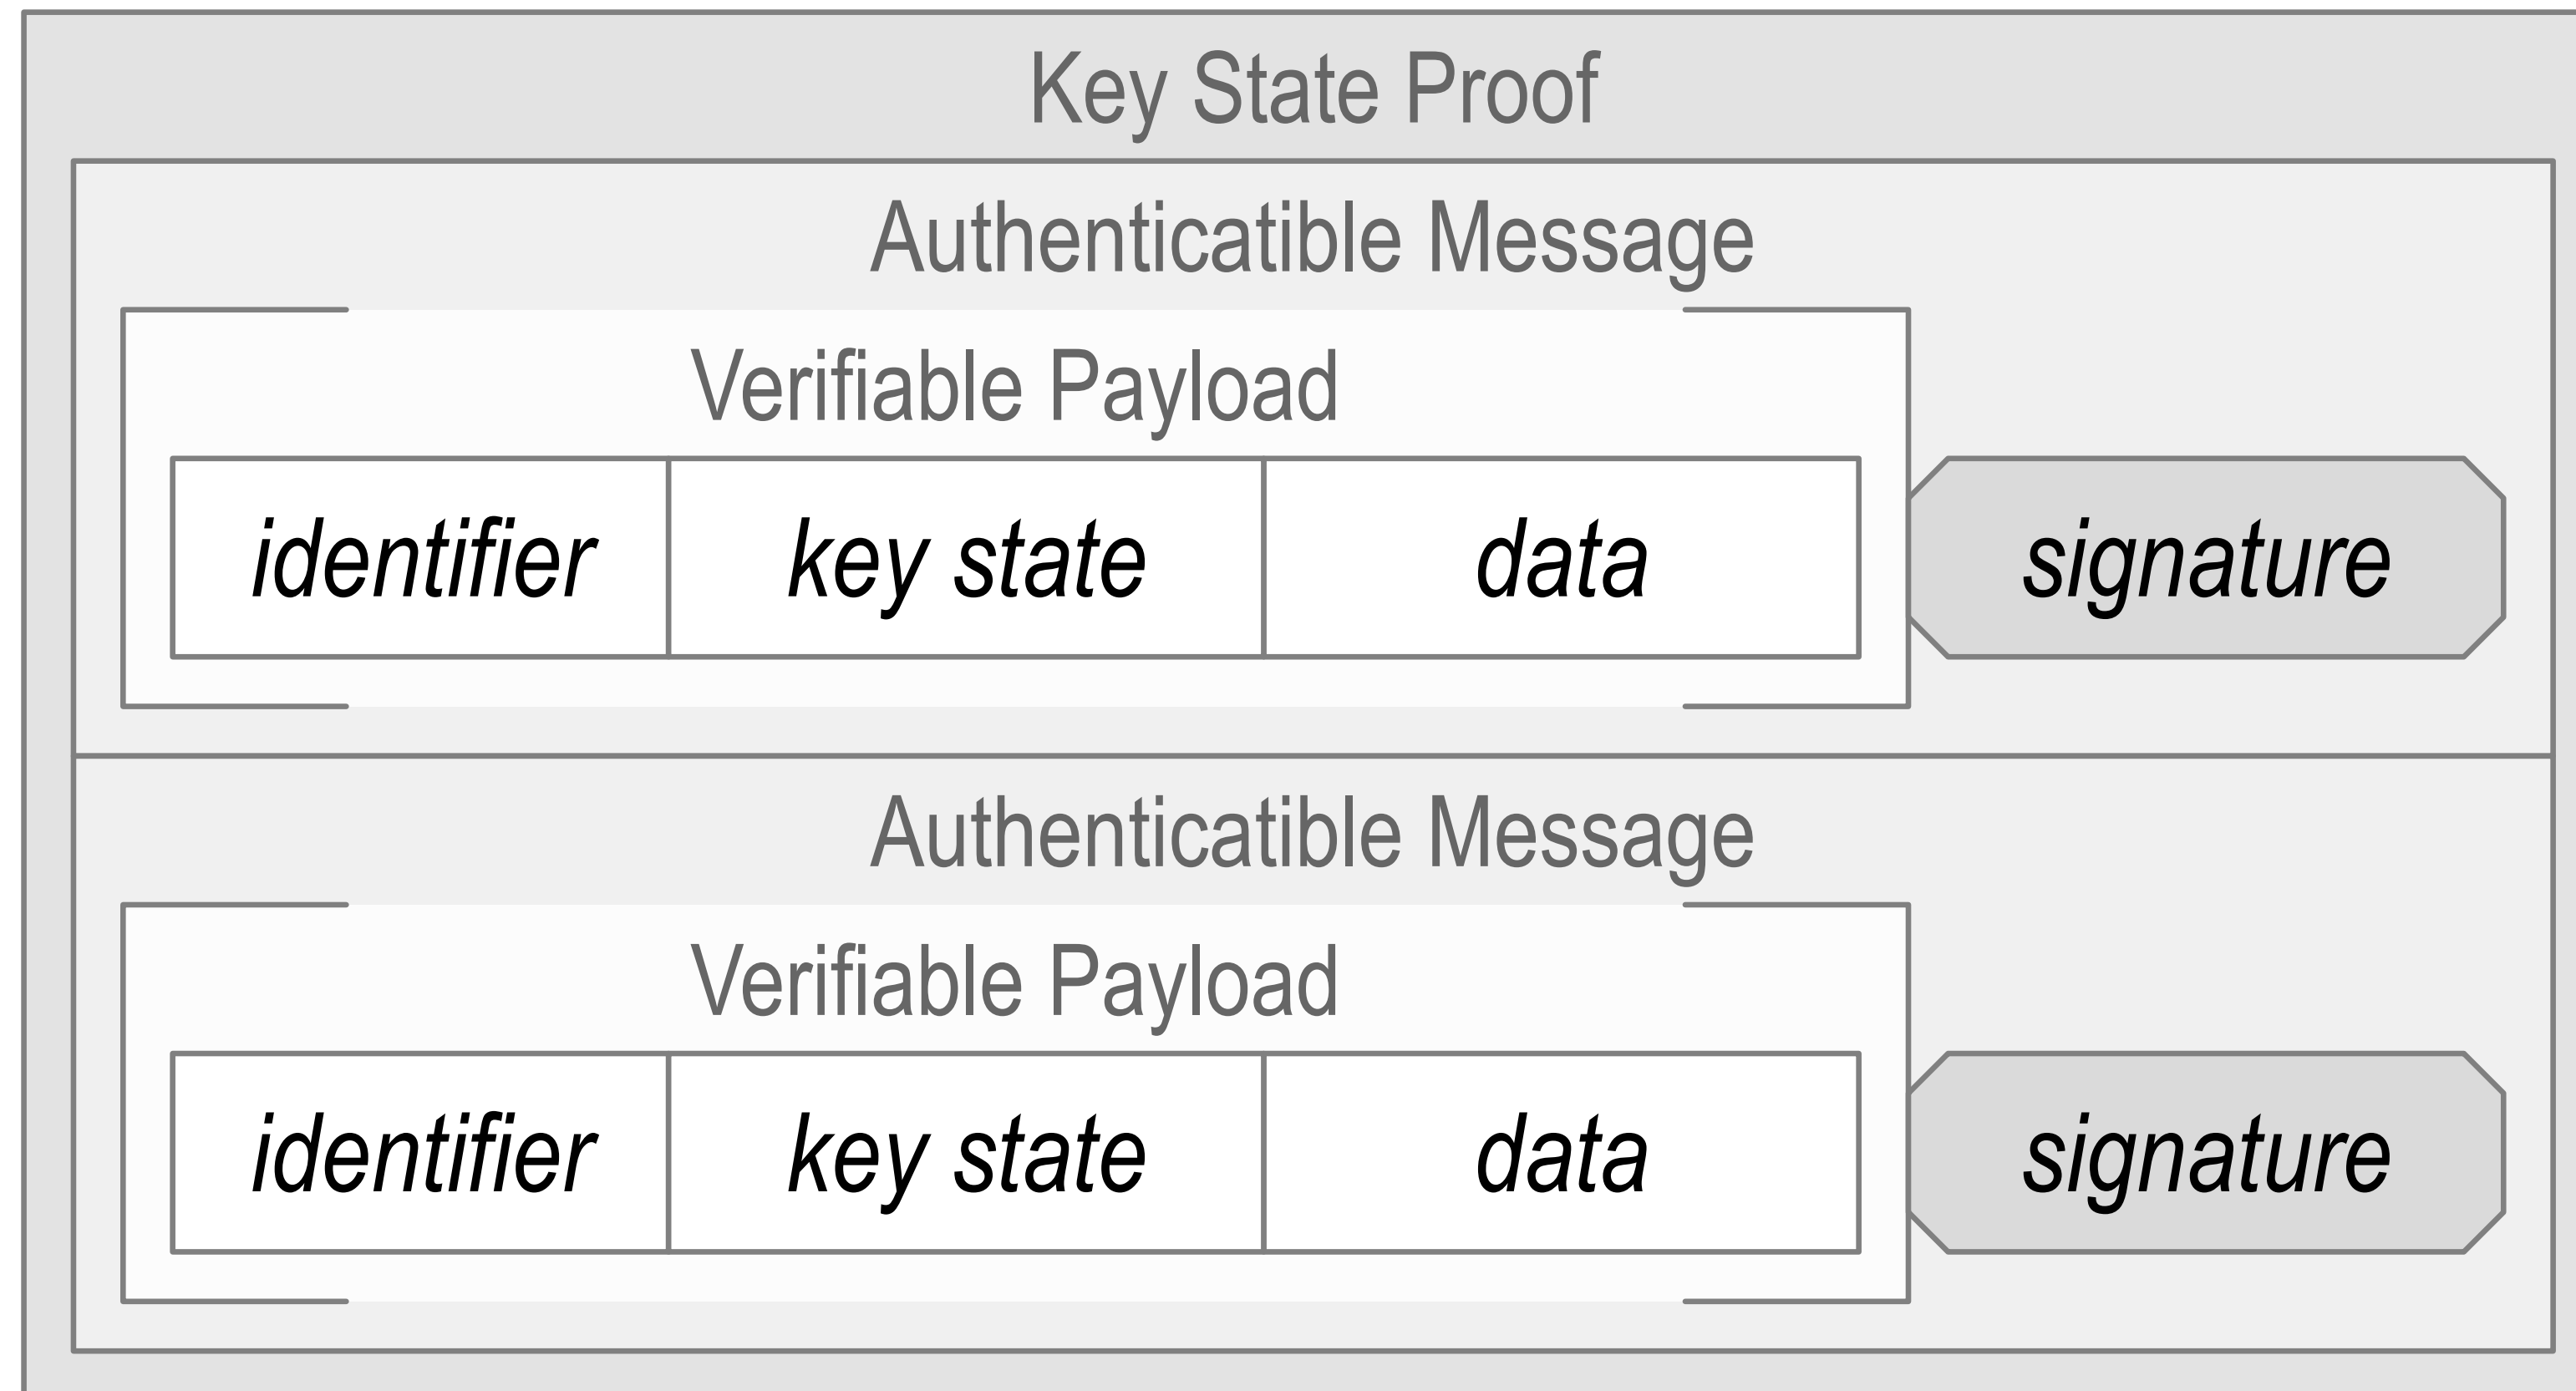 Key State Proof
Authenticatible Message
Verifiable Payload
identifier key state data signature
Authenticatible Message
Verifiable Payload
identifier key state data signature